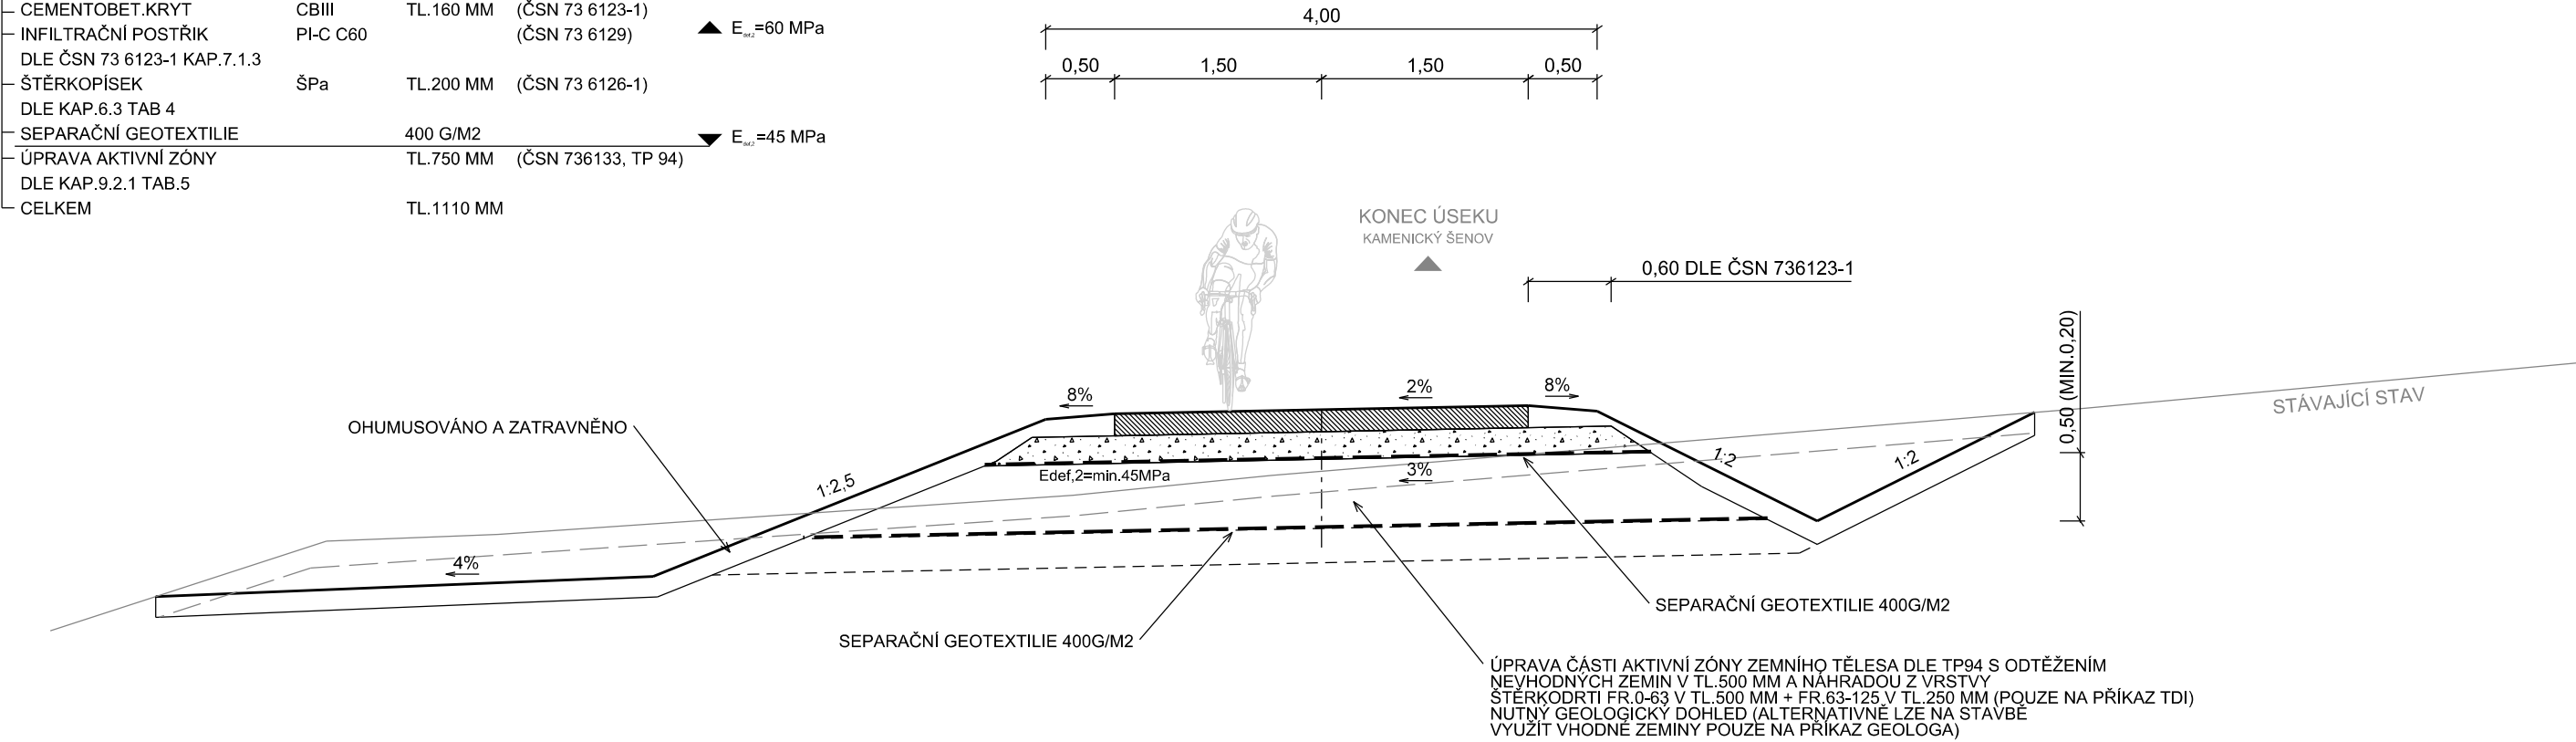 CEMENTOBET.KRYT CBIII TL.160 MM (ČSN 73 6123-1)
INFILTRAČNÍ POSTŘIK PI-C C60 (ČSN 73 6129)
DLE ČSN 73 6123-1 KAP.7.1.3
ŠTĚRKOPÍSEK ŠPa TL.200 MM (ČSN 73 6126-1)
DLE KAP.6.3 TAB 4
SEPARAČNÍ GEOTEXTILIE 400 G/M2
ÚPRAVA AKTIVNÍ ZÓNY TL.750 MM (ČSN 736133, TP 94)
DLE KAP.9.2.1 TAB.5
CELKEM TL.1110 MM
E def,2=60 MPa
E def,2=45 MPa
4,00
0,50 1,50 1,50 0,50
KONEC ÚSEKU
KAMENICKÝ ŠENOV
0,60 DLE ČSN 736123-1
0,50 (MIN.0,20)
STÁVAJÍCÍ STAV
8% 2% 8%
OHUMUSOVÁNO A ZATRAVNĚNO
1:2,5
Edef,2=min.45MPa
3%
1:2
1:2
4%
SEPARAČNÍ GEOTEXTILIE 400G/M2
SEPARAČNÍ GEOTEXTILIE 400G/M2
ÚPRAVA ČÁSTI AKTIVNÍ ZÓNY ZEMNÍHO TĚLESA DLE TP94 S ODTĚŽENÍM
NEVHODNÝCH ZEMIN V TL.500 MM A NÁHRADOU Z VRSTVY
ŠTĚRKODRTI FR.0-63 V TL.500 MM + FR.63-125 V TL.250 MM (POUZE NA PŘÍKAZ TDI)
NUTNÝ GEOLOGICKÝ DOHLED (ALTERNATIVNĚ LZE NA STAVBĚ
VYUŽÍT VHODNÉ ZEMINY POUZE NA PŘÍKAZ GEOLOGA)